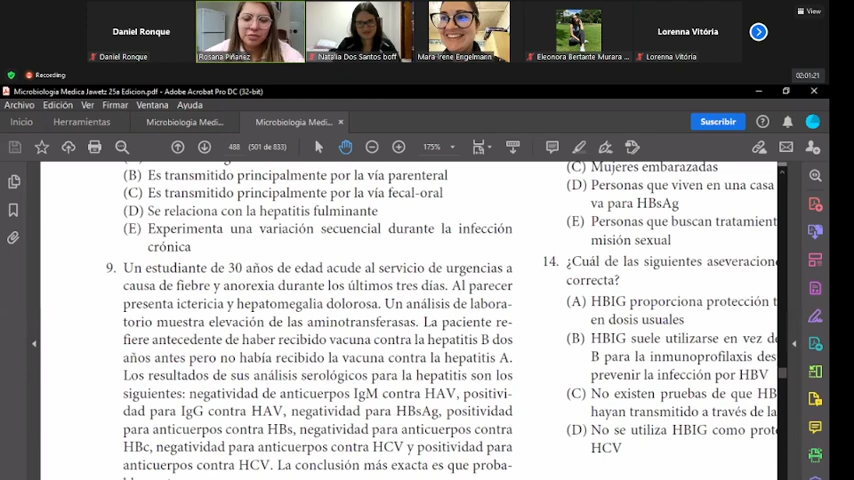 Daniel Ronque
Lorenna Vitória
View
Daniel Ronque
Rosana Piñanez
Natalia Dos Santos boff
Mara-Irene Engelmann
Eleonora Bertante Murara ...
Lorenna Vitória
Recording
02:01:21
Microbiologia Medica Jawetz 25a Edicion.pdf - Adobe Acrobat Pro DC (32-bit)
Archivo Edición Ver Firmar Ventana Ayuda
Inicio Herramientas Microbiologia Medi... Microbiologia Medi... × Suscribir
488 (501 de 833) 175%
(B) Es transmitido principalmente por la vía parenteral
(C) Es transmitido principalmente por la vía fecal-oral
(D) Se relaciona con la hepatitis fulminante
(E) Experimenta una variación secuencial durante la infección
crónica
9. Un estudiante de 30 años de edad acude al servicio de urgencias a
causa de fiebre y anorexia durante los últimos tres días. Al parecer
presenta ictericia y hepatomegalia dolorosa. Un análisis de labora-
torio muestra elevación de las aminotransferasas. La paciente re-
fiere antecedente de haber recibido vacuna contra la hepatitis B dos
años antes pero no había recibido la vacuna contra la hepatitis A.
Los resultados de sus análisis serológicos para la hepatitis son los
siguientes: negatividad de anticuerpos IgM contra HAV, positivi-
dad para IgG contra HAV, negatividad para HBsAg, positividad
para anticuerpos contra HBs, negatividad para anticuerpos contra
HBc, negatividad para anticuerpos contra HCV y positividad para
anticuerpos contra HCV. La conclusión más exacta es que proba-
(C) Mujeres embarazadas
(D) Personas que viven en una casa
va para HBsAg
(E) Personas que buscan tratamient
misión sexual
14. ¿Cuál de las siguientes aseveracione
correcta?
(A) HBIG proporciona protección t
en dosis usuales
(B) HBIG suele utilizarse en vez d
B para la inmunoprofilaxis des
prevenir la infección por HBV
(C) No existen pruebas de que HB
hayan transmitido a través de la
(D) No se utiliza HBIG como prot
HCV